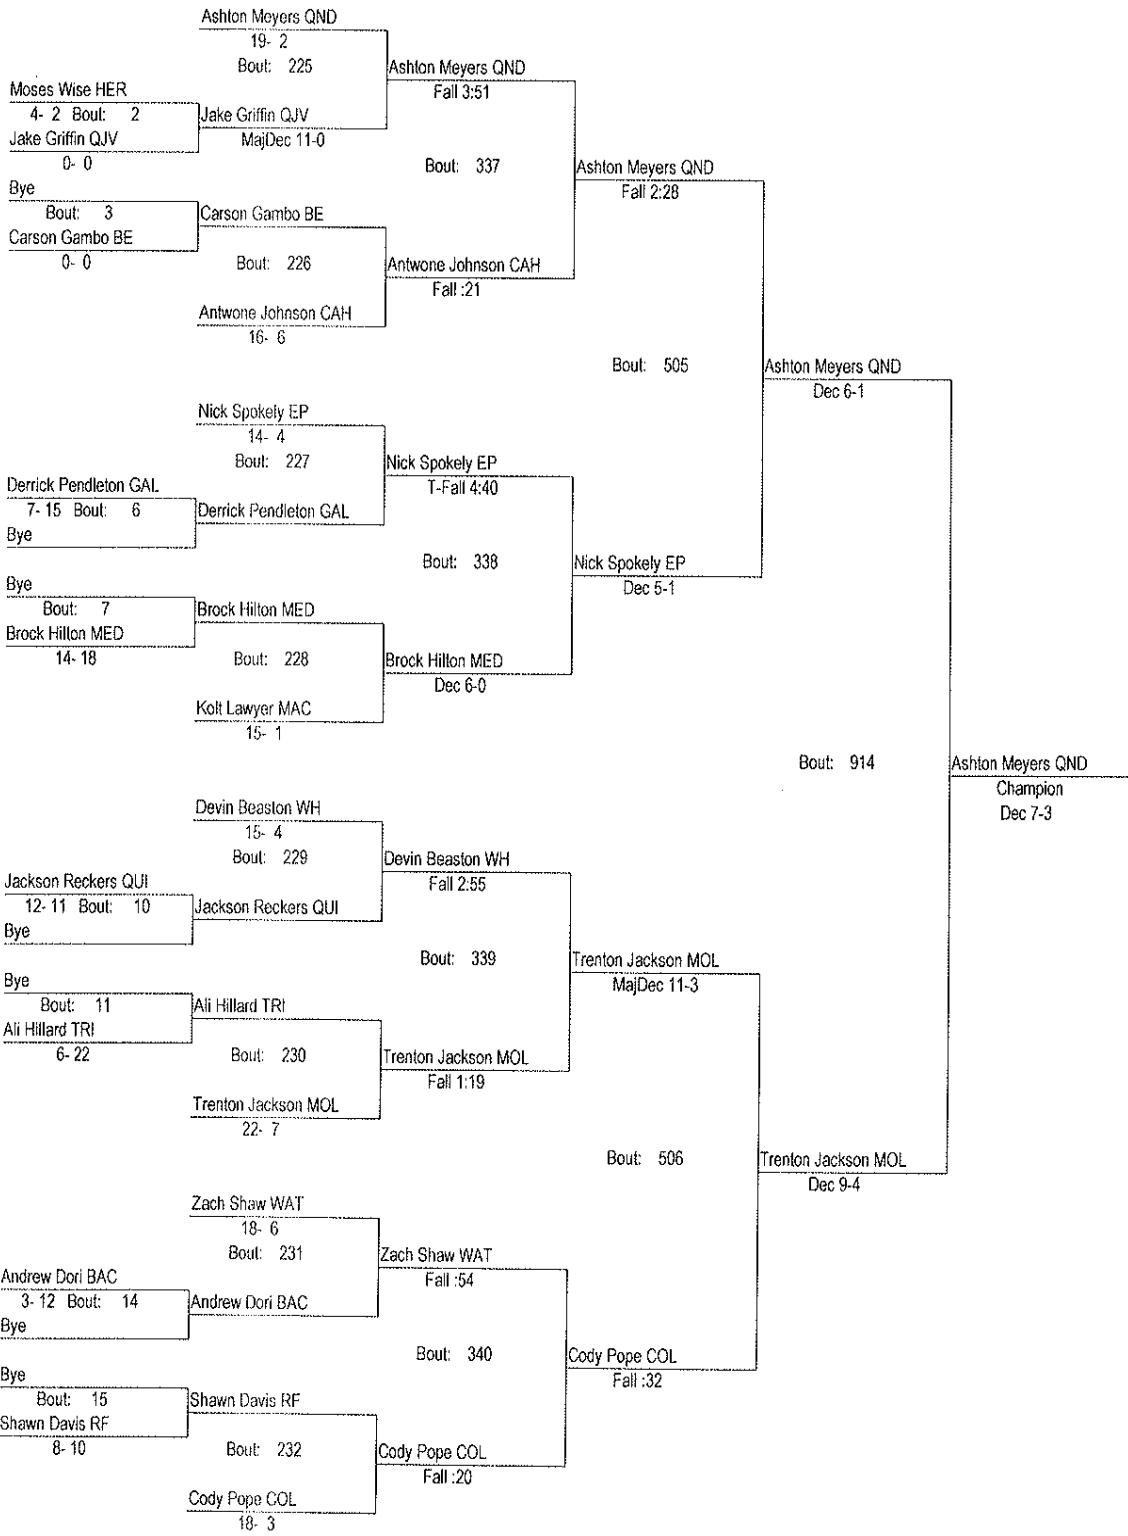 Ashton Meyers QND
19- 2
Bout: 225
Ashton Meyers QND
Fall 3:51
Moses Wise HER
4- 2 Bout: 2
Jake Griffin QJV
MajDec 11-0
Jake Griffin QJV
0- 0
Bout: 337
Ashton Meyers QND
Fall 2:28
Bye
Bout: 3
Carson Gambo BE
Carson Gambo BE
0- 0
Bout: 226
Antwone Johnson CAH
Fall :21
Antwone Johnson CAH
16- 6
Bout: 505
Ashton Meyers QND
Dec 6-1
Nick Spokely EP
14- 4
Bout: 227
Nick Spokely EP
T-Fall 4:40
Derrick Pendleton GAL
7- 15 Bout: 6
Derrick Pendleton GAL
Bye
Bout: 338
Nick Spokely EP
Dec 5-1
Bye
Bout: 7
Brock Hilton MED
Brock Hilton MED
14- 18
Bout: 228
Brock Hilton MED
Dec 6-0
Kolt Lawyer MAC
15- 1
Bout: 914
Ashton Meyers QND
Champion
Dec 7-3
Devin Beaston WH
15- 4
Bout: 229
Devin Beaston WH
Fall 2:55
Jackson Reckers QUI
12- 11 Bout: 10
Jackson Reckers QUI
Bye
Bout: 339
Trenton Jackson MOL
MajDec 11-3
Bye
Bout: 11
Ali Hillard TRI
Ali Hillard TRI
6- 22
Bout: 230
Trenton Jackson MOL
Fall 1:19
Trenton Jackson MOL
22- 7
Bout: 506
Trenton Jackson MOL
Dec 9-4
Zach Shaw WAT
18- 6
Bout: 231
Zach Shaw WAT
Fall :54
Andrew Dori BAC
3- 12 Bout: 14
Andrew Dori BAC
Bye
Bout: 340
Cody Pope COL
Fall :32
Bye
Bout: 15
Shawn Davis RF
Shawn Davis RF
8- 10
Bout: 232
Cody Pope COL
Fall :20
Cody Pope COL
18- 3